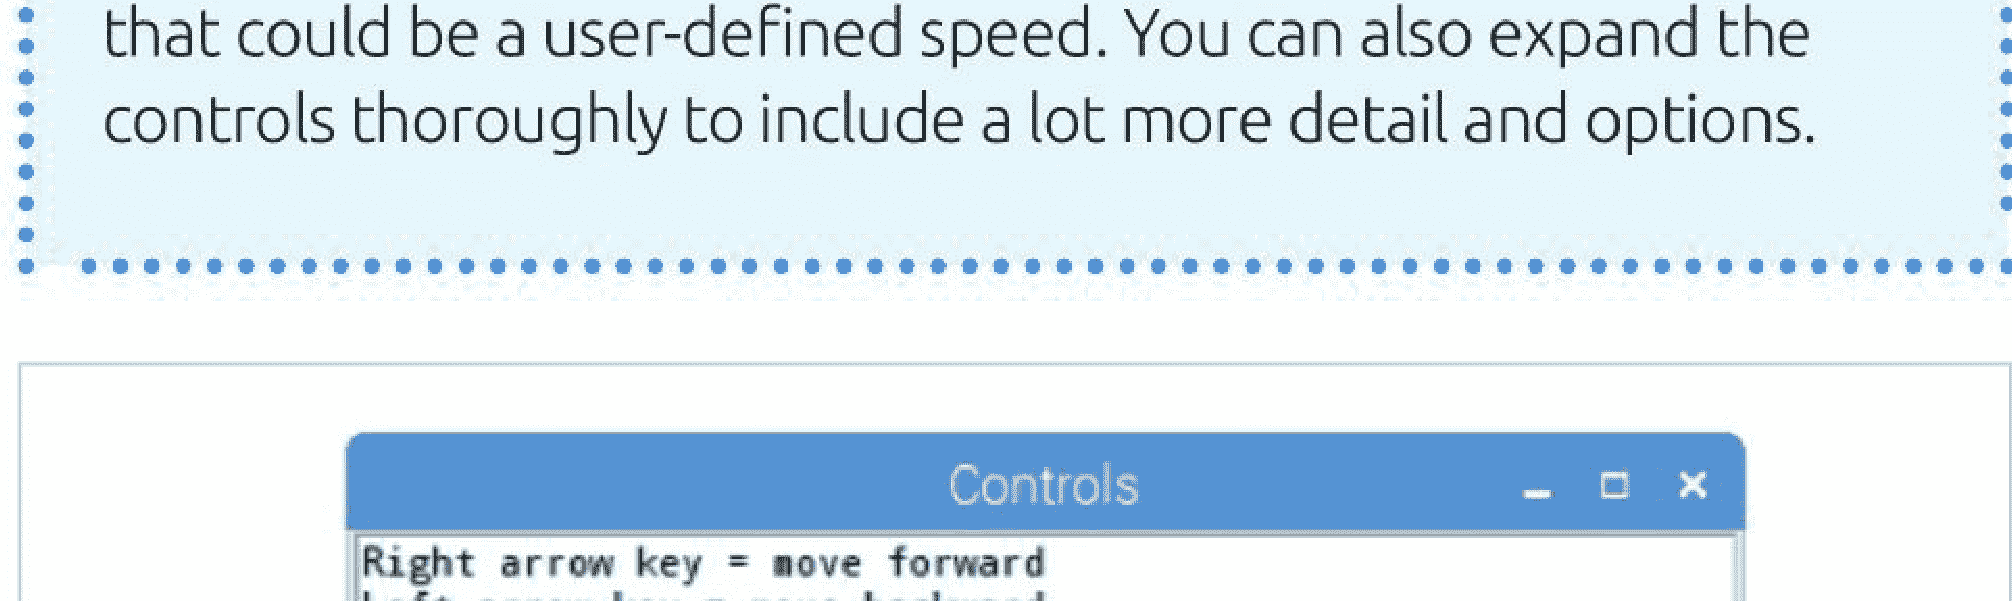 that could be a user-defined speed. You can also expand the
controls thoroughly to include a lot more detail and options.
Controls
Right arrow key = move forward